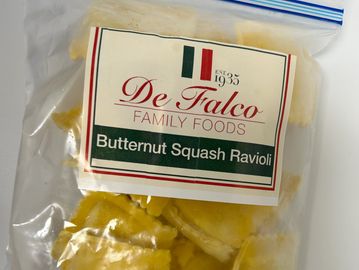 EST.
1935
De Falco
FAMILY FOODS
Butternut Squash Ravioli